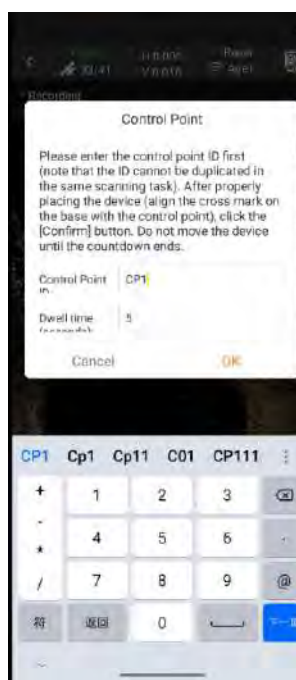 Control Point
Please enter the control point ID first
(note that the ID cannot be duplicated in
the same scanning task). After properly
placing the device (align the cross mark on
the base with the control point), click the
[Confirm] button. Do not move the device
until the countdown ends.
Control Point CP1
ID
Dwell time 5
(seconds)
Cancel OK
CP1 Cp1 Cp11 C01 CP111
+ 1 2 3
-
4 5 6 .
*
/ 7 8 9 @
符 返回 0